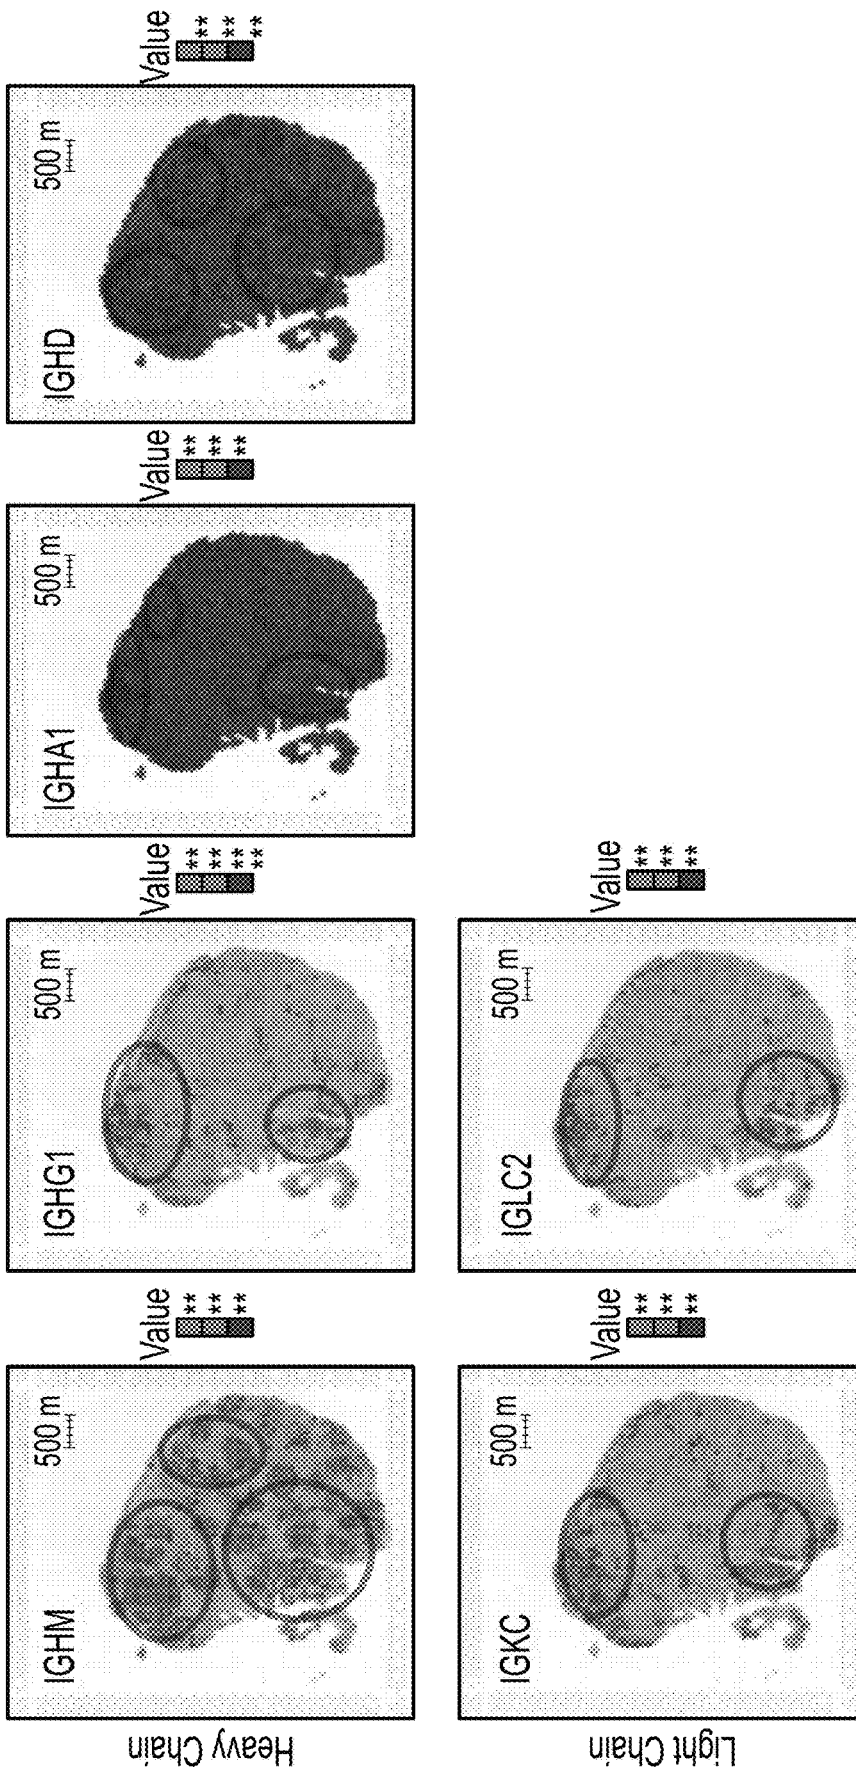 Heavy Chain
IGHM
500 m
Value
**
**
**
IGHG1
500 m
Value
**
**
**
**
IGHA1
500 m
Value
**
**
**
IGHD
500 m
Value
**
**
**
Light Chain
IGKC
500 m
Value
**
**
**
IGLC2
500 m
Value
**
**
**